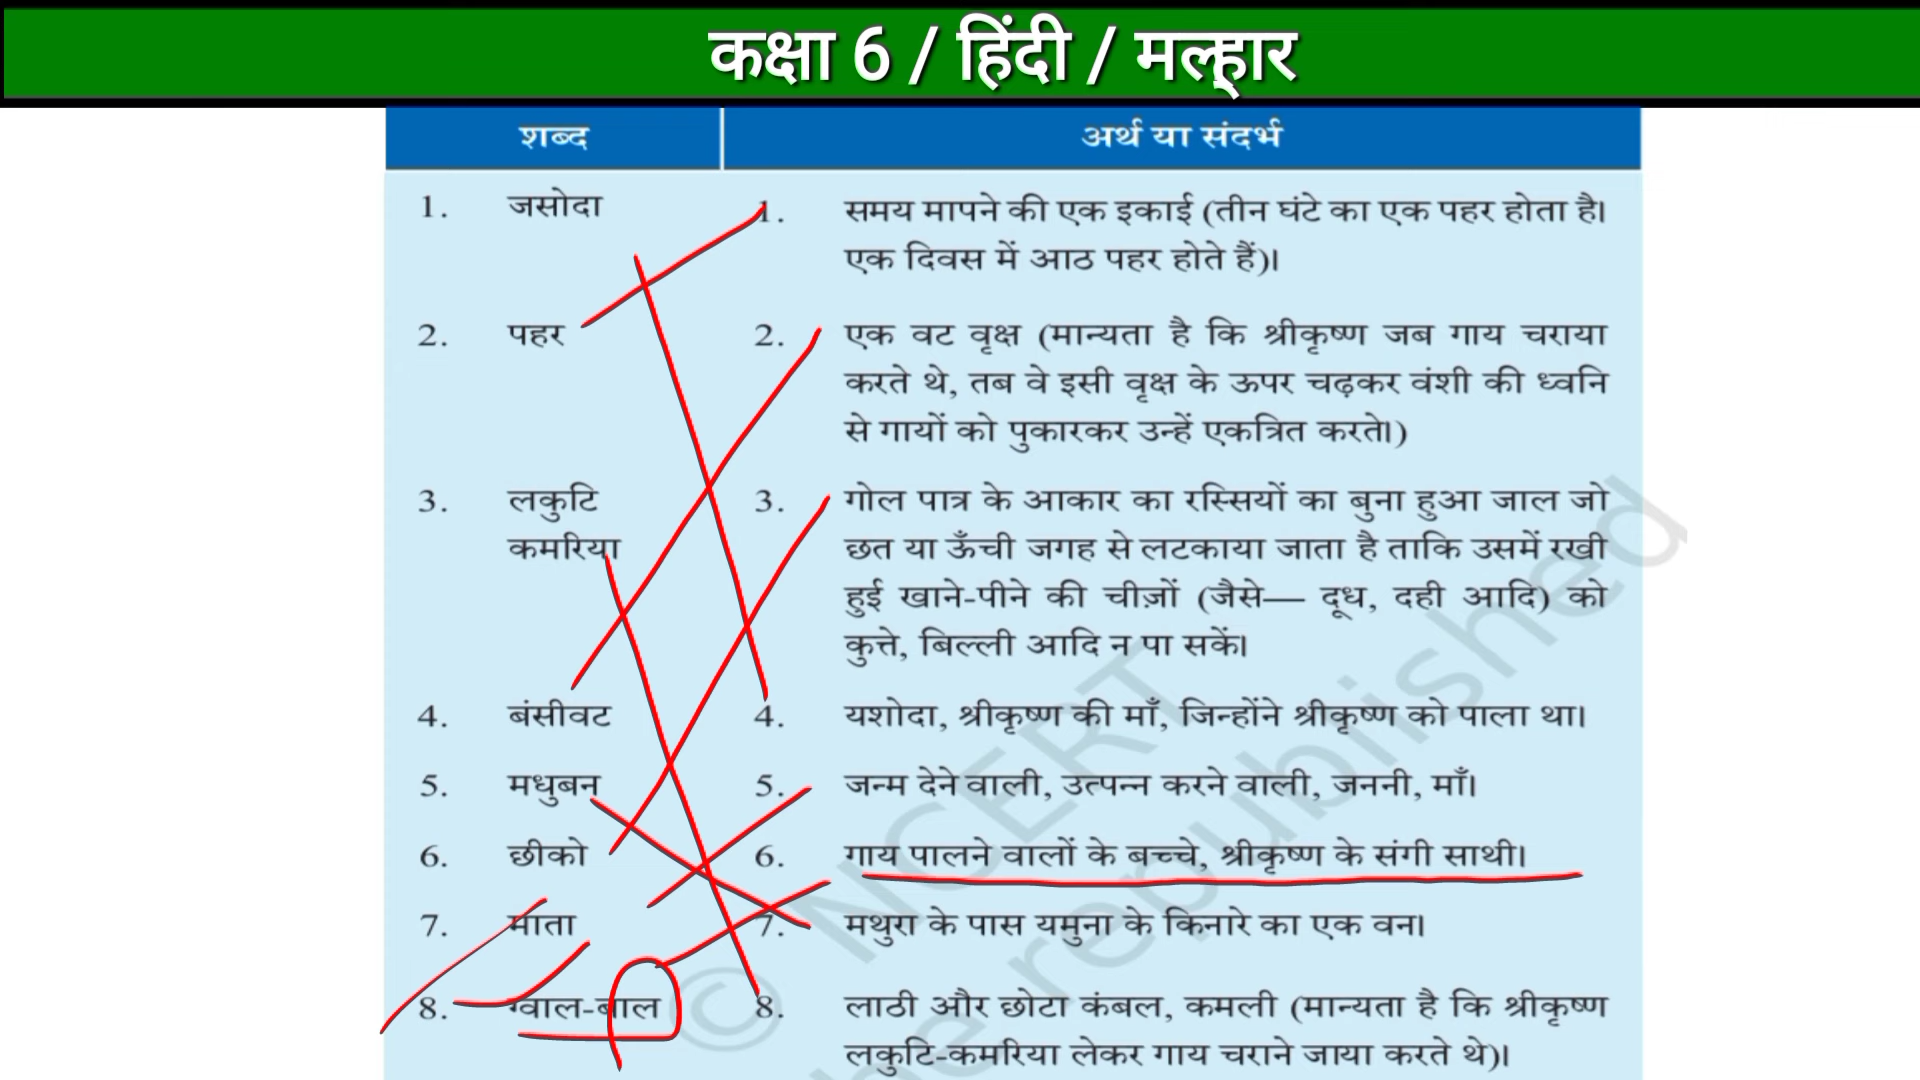 कक्षा 6 / हिंदी / मल्हार
शब्द अर्थ या संदर्भ
1. जसोदा 1. समय मापने की एक इकाई (तीन घंटे का एक पहर होता है।
एक दिवस में आठ पहर होते हैं)।
2. पहर 2. एक वट वृक्ष (मान्यता है कि श्रीकृष्ण जब गाय चराया
करते थे, तब वे इसी वृक्ष के ऊपर चढ़कर वंशी की ध्वनि
से गायों को पुकारकर उन्हें एकत्रित करते।)
3. लकुटि 3. गोल पात्र के आकार का रस्सियों का बुना हुआ जाल जो
कमरिया छत या ऊँची जगह से लटकाया जाता है ताकि उसमें रखी
हुई खाने-पीने की चीज़ों (जैसे— दूध, दही आदि) को
कुत्ते, बिल्ली आदि न पा सकें।
4. बंसीवट 4. यशोदा, श्रीकृष्ण की माँ, जिन्होंने श्रीकृष्ण को पाला था।
5. मधुबन 5. जन्म देने वाली, उत्पन्न करने वाली, जननी, माँ।
6. छीको 6. गाय पालने वालों के बच्चे, श्रीकृष्ण के संगी साथी।
7. माता 7. मथुरा के पास यमुना के किनारे का एक वन।
8. ग्वाल-बाल 8. लाठी और छोटा कंबल, कमली (मान्यता है कि श्रीकृष्ण
लकुटि-कमरिया लेकर गाय चराने जाया करते थे)।
© NCERT
be republished